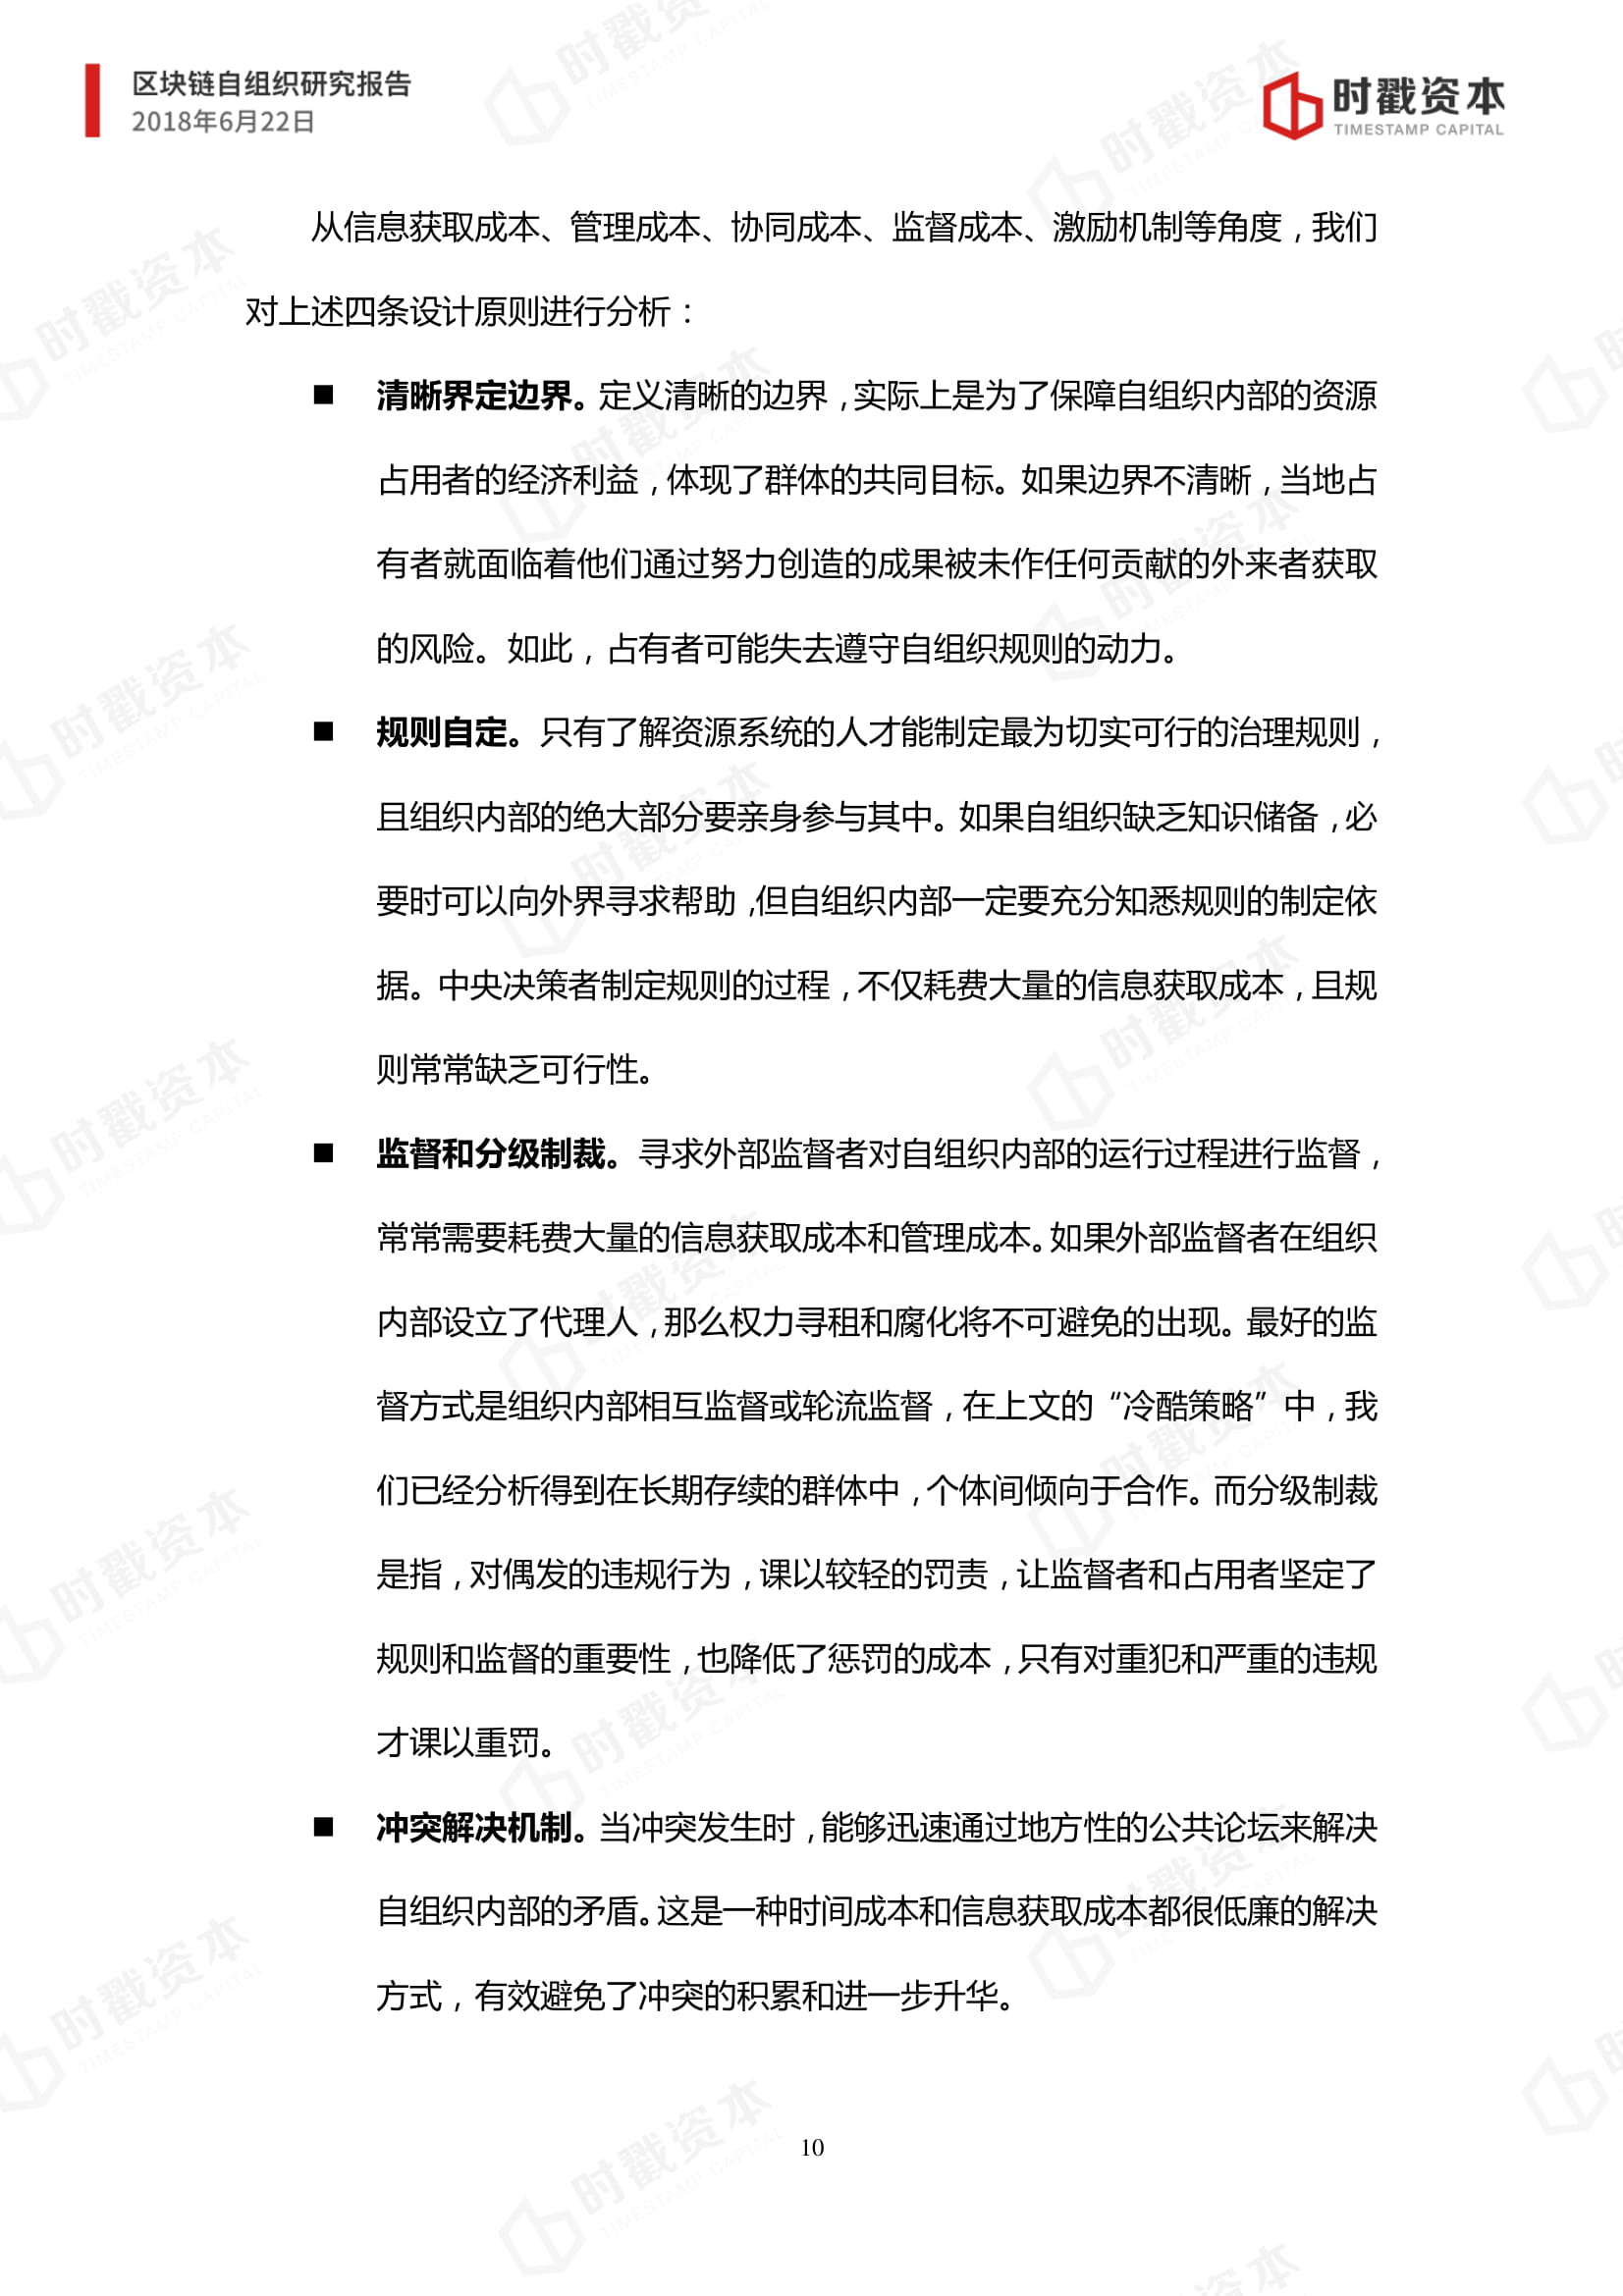 区块链自组织研究报告
2018年6月22日
时戳资本
TIMESTAMP CAPITAL
从信息获取成本、管理成本、协同成本、监督成本、激励机制等角度，我们
对上述四条设计原则进行分析：
■ 清晰界定边界。定义清晰的边界，实际上是为了保障自组织内部的资源
占用者的经济利益，体现了群体的共同目标。如果边界不清晰，当地占
有者就面临着他们通过努力创造的成果被未作任何贡献的外来者获取
的风险。如此，占有者可能失去遵守自组织规则的动力。
■ 规则自定。只有了解资源系统的人才能制定最为切实可行的治理规则，
且组织内部的绝大部分要亲身参与其中。如果自组织缺乏知识储备，必
要时可以向外界寻求帮助，但自组织内部一定要充分知悉规则的制定依
据。中央决策者制定规则的过程，不仅耗费大量的信息获取成本，且规
则常常缺乏可行性。
■ 监督和分级制裁。寻求外部监督者对自组织内部的运行过程进行监督，
常常需要耗费大量的信息获取成本和管理成本。如果外部监督者在组织
内部设立了代理人，那么权力寻租和腐化将不可避免的出现。最好的监
督方式是组织内部相互监督或轮流监督，在上文的“冷酷策略”中，我
们已经分析得到在长期存续的群体中，个体间倾向于合作。而分级制裁
是指，对偶发的违规行为，课以较轻的罚责，让监督者和占用者坚定了
规则和监督的重要性，也降低了惩罚的成本，只有对重犯和严重的违规
才课以重罚。
■ 冲突解决机制。当冲突发生时，能够迅速通过地方性的公共论坛来解决
自组织内部的矛盾。这是一种时间成本和信息获取成本都很低廉的解决
方式，有效避免了冲突的积累和进一步升华。
10